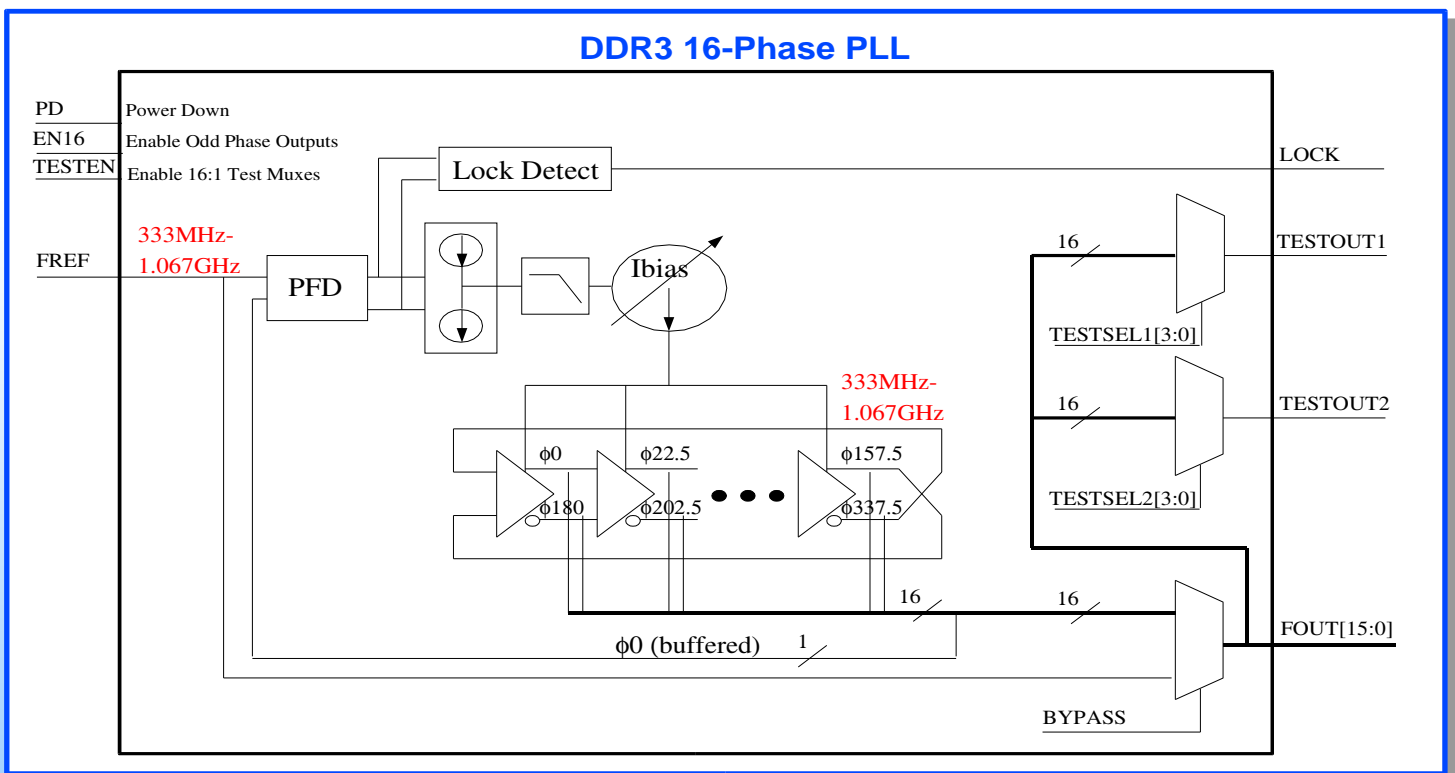 DDR3 16-Phase PLL
PD
Power Down
EN16
Enable Odd Phase Outputs
TESTEN
Enable 16:1 Test Muxes
Lock Detect
LOCK
333MHz-
1.067GHz
FREF
PFD
Ibias
16
TESTOUT1
TESTSEL1[3:0]
333MHz-
1.067GHz
16
TESTOUT2
TESTSEL2[3:0]
ϕ0
ϕ22.5
ϕ157.5
ϕ180
ϕ202.5
ϕ337.5
16
16
FOUT[15:0]
ϕ0 (buffered)
1
BYPASS